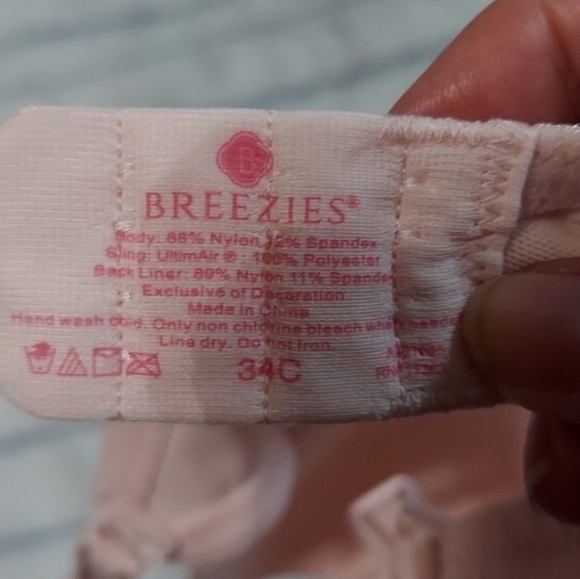 B
BREEZIES®
Body: 88% Nylon 12% Spandex
Sling: UltimAir ® : 100% Polyester
Back Liner: 89% Nylon 11% Spandex
Exclusive of Decoration
Made in China
Hand wash cold. Only non chlorine bleach when needed
Line dry. Do not Iron.
34C